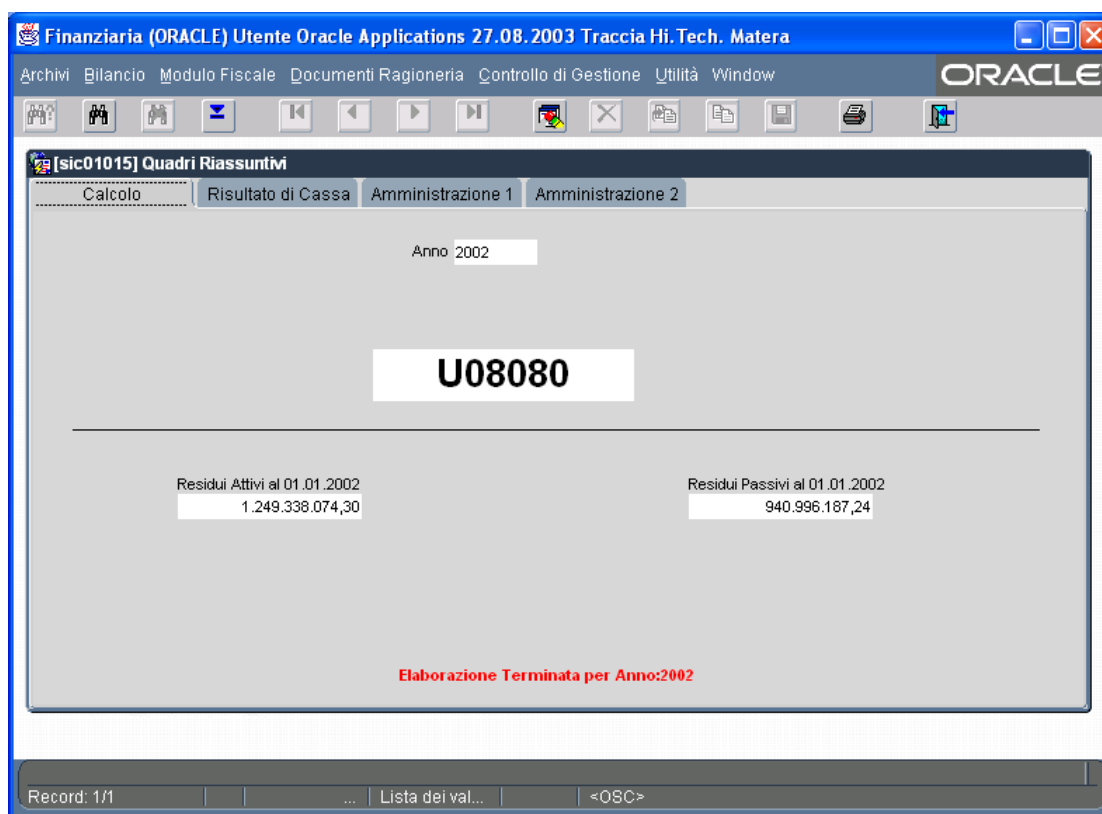 Finanziaria (ORACLE) Utente Oracle Applications 27.08.2003 Traccia Hi.Tech. Matera
Archivi Bilancio Modulo Fiscale Documenti Ragioneria Controllo di Gestione Utilità Window ORACLE
[sic01015] Quadri Riassuntivi
Calcolo Risultato di Cassa Amministrazione 1 Amministrazione 2
Anno 2002
U08080
Residui Attivi al 01.01.2002 Residui Passivi al 01.01.2002
1.249.338.074,30 940.996.187,24
Elaborazione Terminata per Anno:2002
Record: 1/1 ... Lista dei val... <OSC>